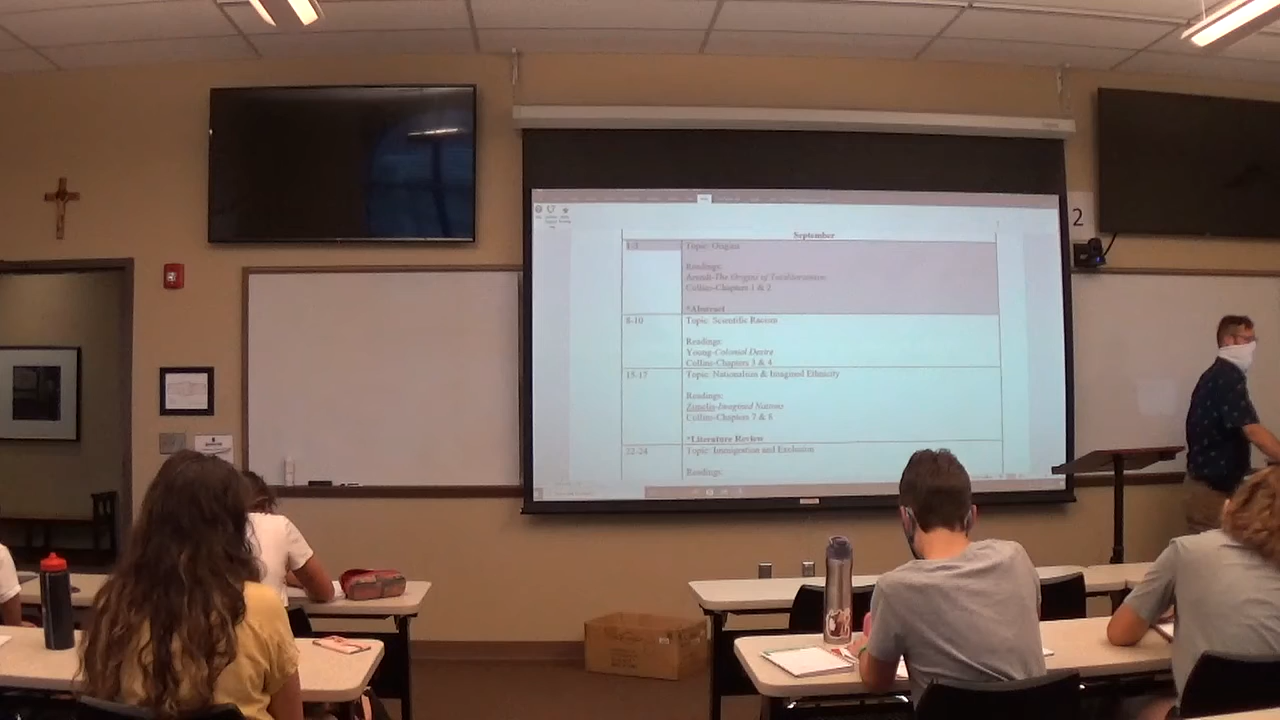 September
1-3
Topic: Origins
Readings:
Arendt-The Origins of Totalitarianism
Collins-Chapters 1 & 2
*Abstract
8-10
Topic: Scientific Racism
Readings:
Young-Colonial Desire
Collins-Chapters 3 & 4
15-17
Topic: Nationalism & Imagined Ethnicity
Readings:
Imagined Nations
Collins-Chapters 7 & 8
*Literature Review
22-24
Topic: Immigration and Exclusion
Readings:
2